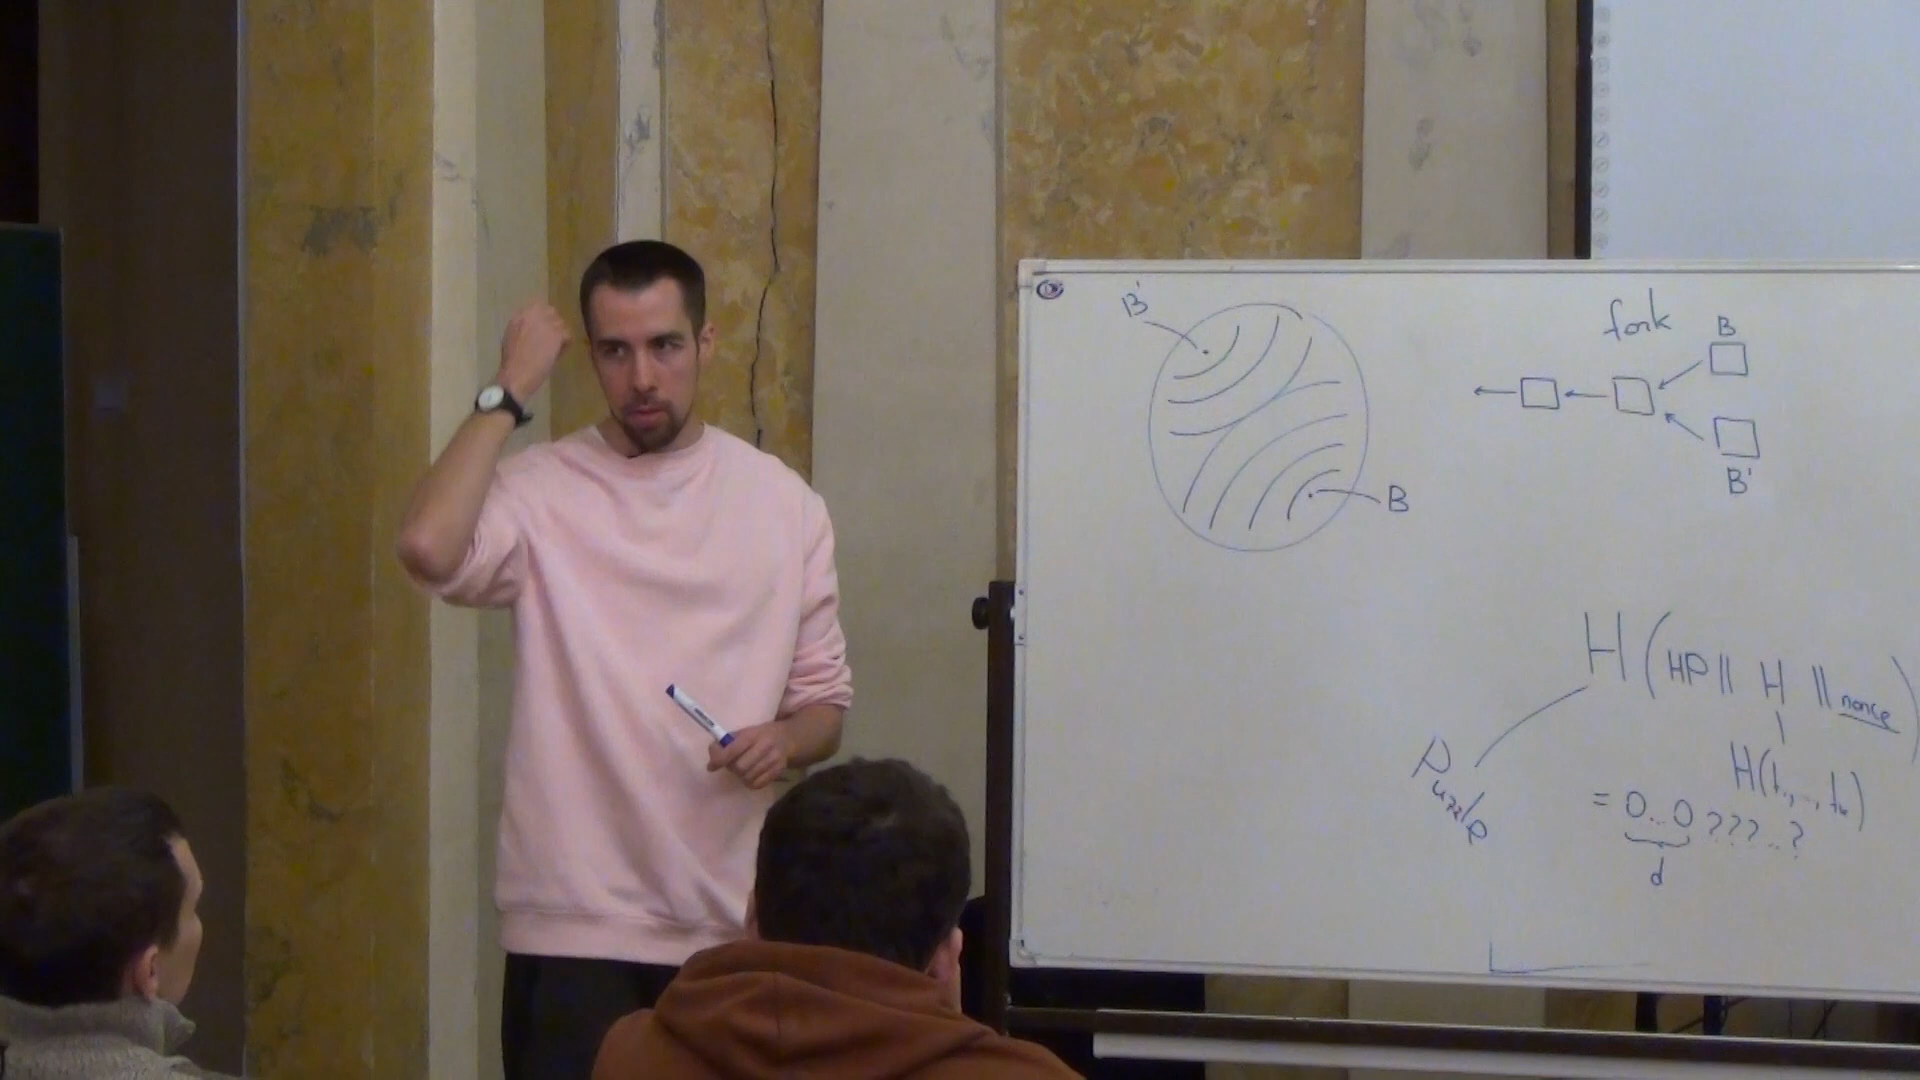 B'
B
fork
B
B'
H(HP || H || nonce)
H(t₁,...,tₖ)
Puzzle
= 0...0???..?
d